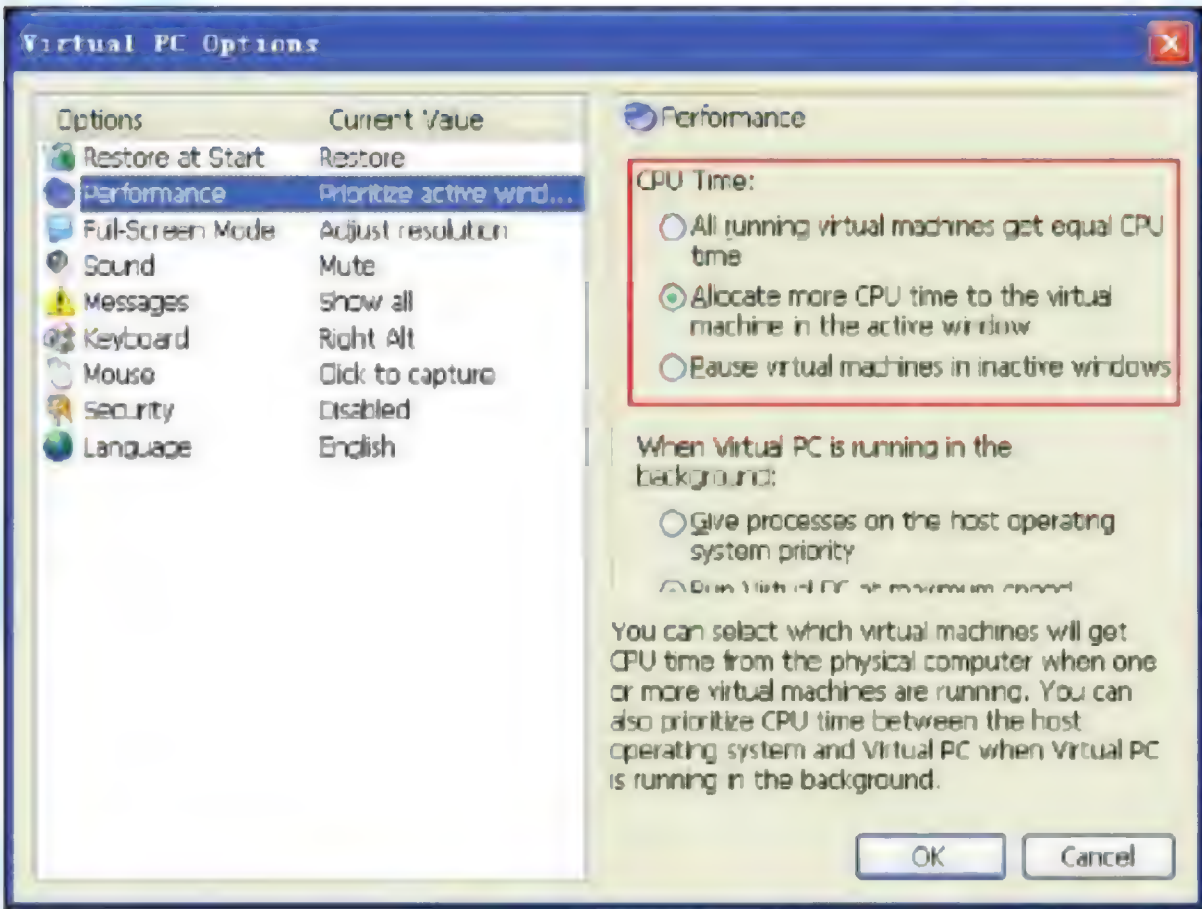 Virtual PC Options
Options Current Value
Restore at Start Restore
Performance Prioritize active wind...
Full-Screen Mode Adjust resolution
Sound Mute
Messages Show all
Keyboard Right Alt
Mouse Click to capture
Security Disabled
Language English
Performance
CPU Time:
All running virtual machines get equal CPU
time
Allocate more CPU time to the virtual
machine in the active window
Pause virtual machines in inactive windows
When Virtual PC is running in the
background:
Give processes on the host operating
system priority
Run Virtual PC at maximum speed
You can select which virtual machines will get
CPU time from the physical computer when one
or more virtual machines are running. You can
also prioritize CPU time between the host
operating system and Virtual PC when Virtual PC
is running in the background.
OK Cancel